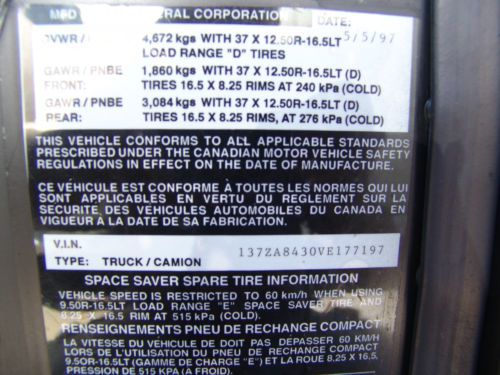 MFD ERAL CORPORATION DATE:
GVWR / 4,672 kgs WITH 37 X 12.50R-16.5LT 5/5/97
LOAD RANGE "D" TIRES
GAWR / PNBE 1,860 kgs WITH 37 X 12.50R-16.5LT (D)
FRONT: TIRES 16.5 X 8.25 RIMS AT 240 kPa (COLD)
GAWR / PNBE 3,084 kgs WITH 37 X 12.50R-16.5LT (D)
REAR: TIRES 16.5 X 8.25 RIMS, AT 276 kPa (COLD)
THIS VEHICLE CONFORMS TO ALL APPLICABLE STANDARDS
PRESCRIBED UNDER THE CANADIAN MOTOR VEHICLE SAFETY
REGULATIONS IN EFFECT ON THE DATE OF MANUFACTURE.
CE VÉHICULE EST CONFORME À TOUTES LES NORMES QUI LUI
SONT APPLICABLES EN VERTU DU REGLEMENT SUR LA
SECURITE DES VÉHICULES AUTOMOBILES DU CANADA EN
VIGUEUR À LA DATE DE SA FABRICATION.
V.I.N. 137ZA8430VE177197
TYPE: TRUCK / CAMION
SPACE SAVER SPARE TIRE INFORMATION
VEHICLE SPEED IS RESTRICTED TO 60 km/H WHEN USING
9.50R-16.5LT LOAD RANGE "E" SPACE SAVER TIRE AND
8.25 X 16.5 RIM AT 515 kPa (COLD).
RENSEIGNEMENTS PNEU DE RECHANGE COMPACT
LA VITESSE DU VÉHICULE DE DOIT PAS DEPASSER 60 KM/H
LORS DE L'UTILISATION DU PNEU DE RECHANGE COMPACT
9.50R-16.5LT (GAMME DE CHARGE "E") ET LA ROUE 8.25 X 16.5,
PRESSION DE 515 KPA (A FROID).